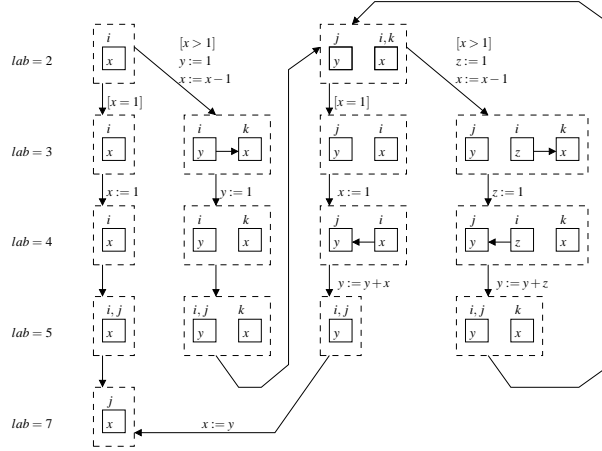 i
j
i, k
[x > 1]
[x > 1]
lab = 2
x
y := 1
y
x
z := 1
x := x − 1
x := x − 1
[x = 1]
[x = 1]
i
i
k
j
i
j
i
k
lab = 3
x
y
x
y
x
y
z
x
x := 1
y := 1
x := 1
z := 1
i
i
k
j
i
j
i
k
lab = 4
x
y
x
y
x
y
z
x
y := y + x
y := y + z
i, j
i, j
k
i, j
i, j
k
lab = 5
x
y
x
y
y
x
j
lab = 7
x
x := y